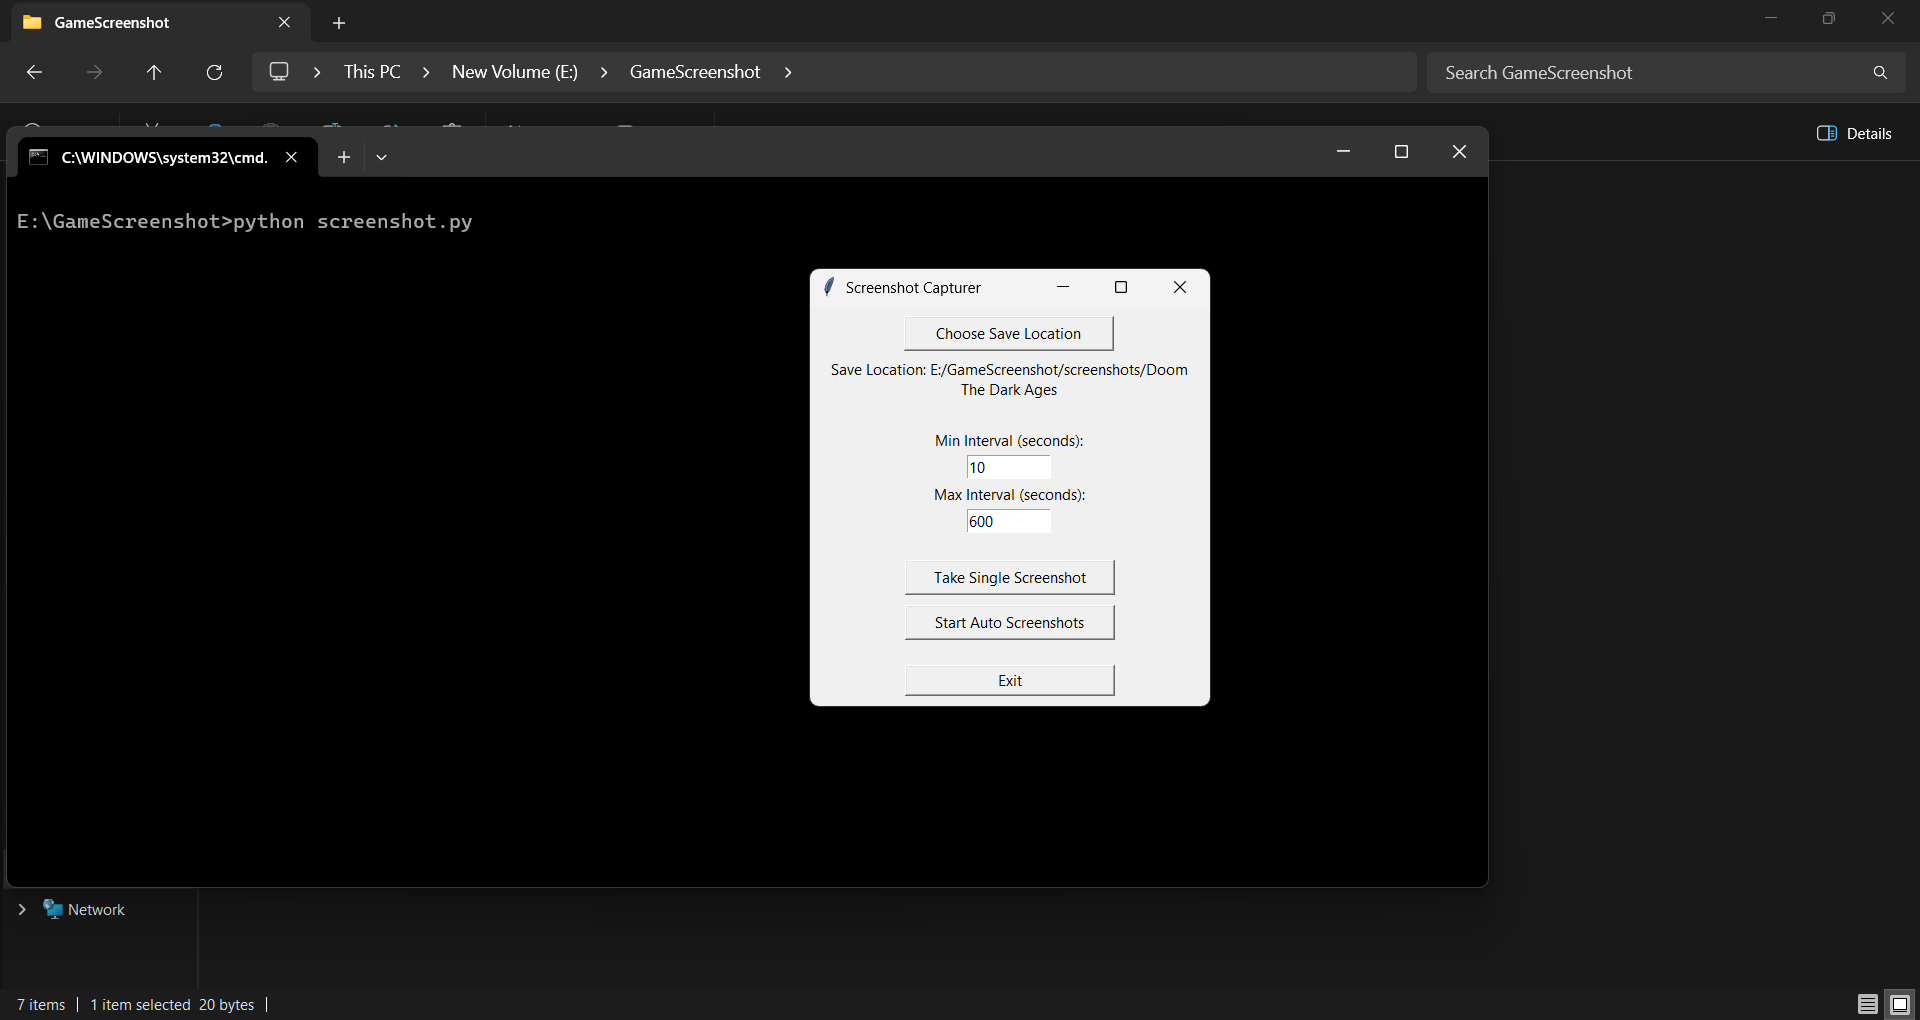 GameScreenshot
This PC > New Volume (E:) > GameScreenshot >
Search GameScreenshot
Details
C:\WINDOWS\system32\cmd.
E:\GameScreenshot>python screenshot.py
Screenshot Capturer
Choose Save Location
Save Location: E:/GameScreenshot/screenshots/Doom
The Dark Ages
Min Interval (seconds):
10
Max Interval (seconds):
600
Take Single Screenshot
Start Auto Screenshots
Exit
Network
7 items | 1 item selected 20 bytes |